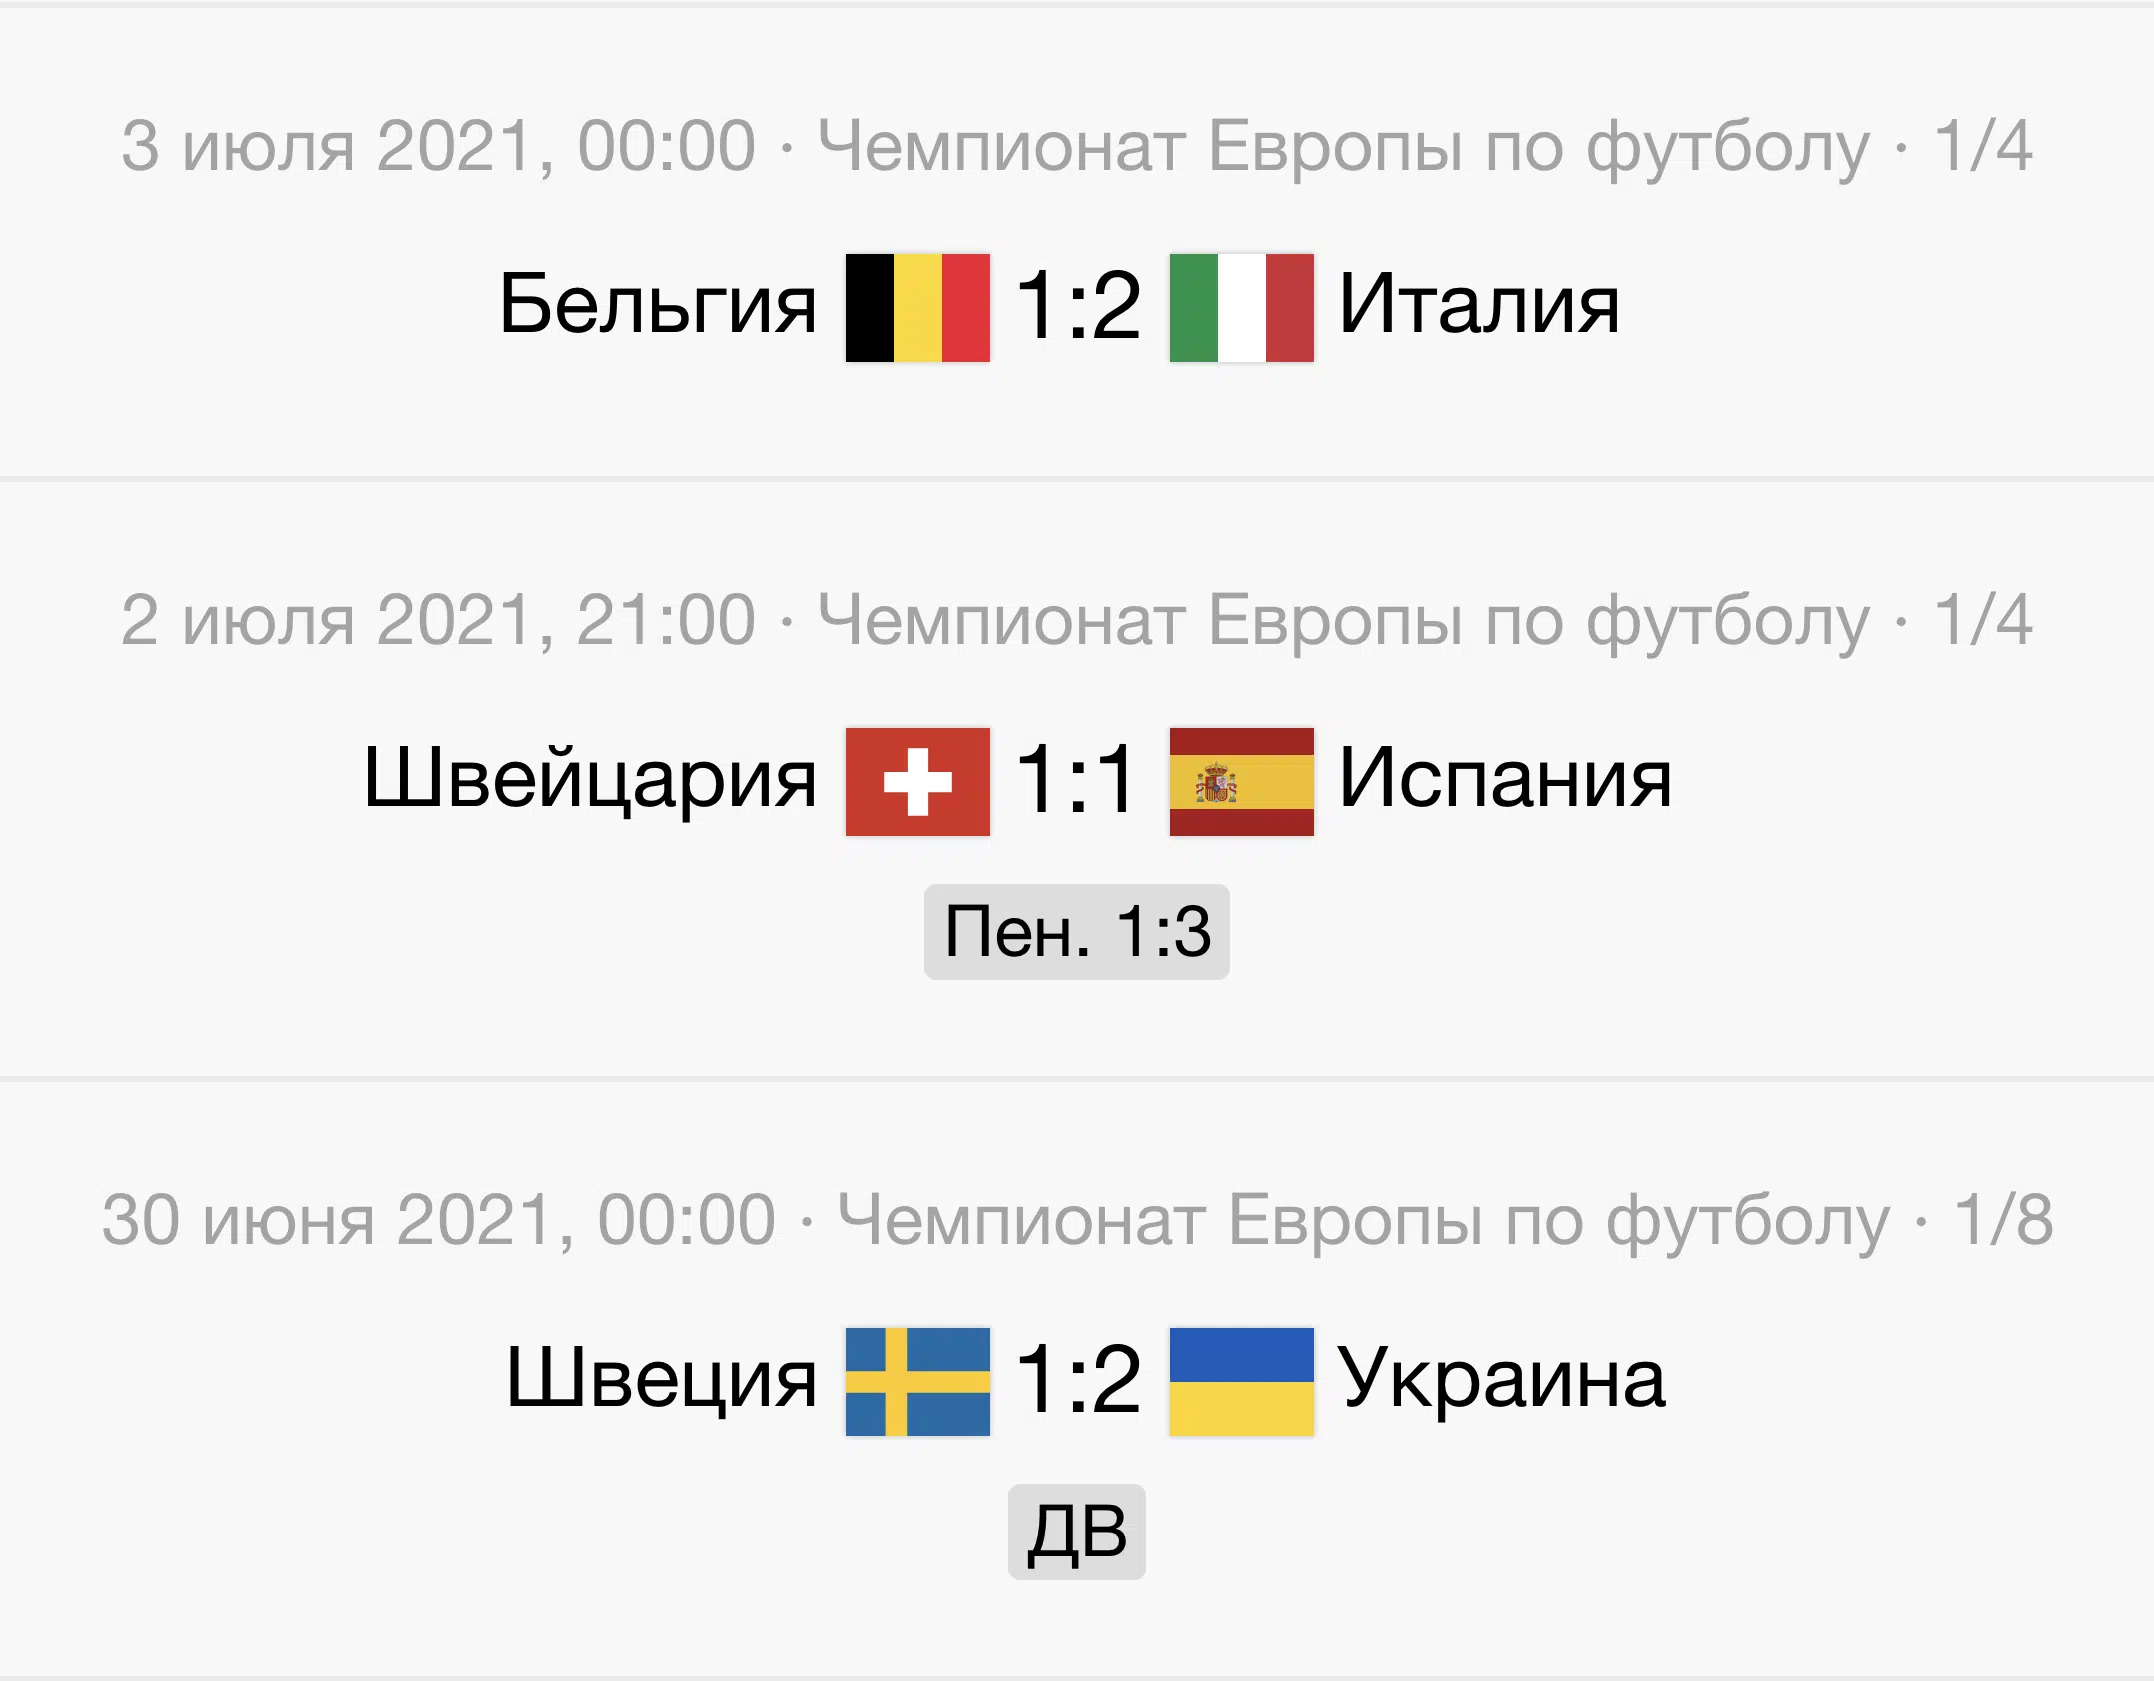 3 июля 2021, 00:00 · Чемпионат Европы по футболу · 1/4
Бельгия 1:2 Италия
2 июля 2021, 21:00 · Чемпионат Европы по футболу · 1/4
Швейцария 1:1 Испания
Пен. 1:3
30 июня 2021, 00:00 · Чемпионат Европы по футболу · 1/8
Швеция 1:2 Украина
ДВ